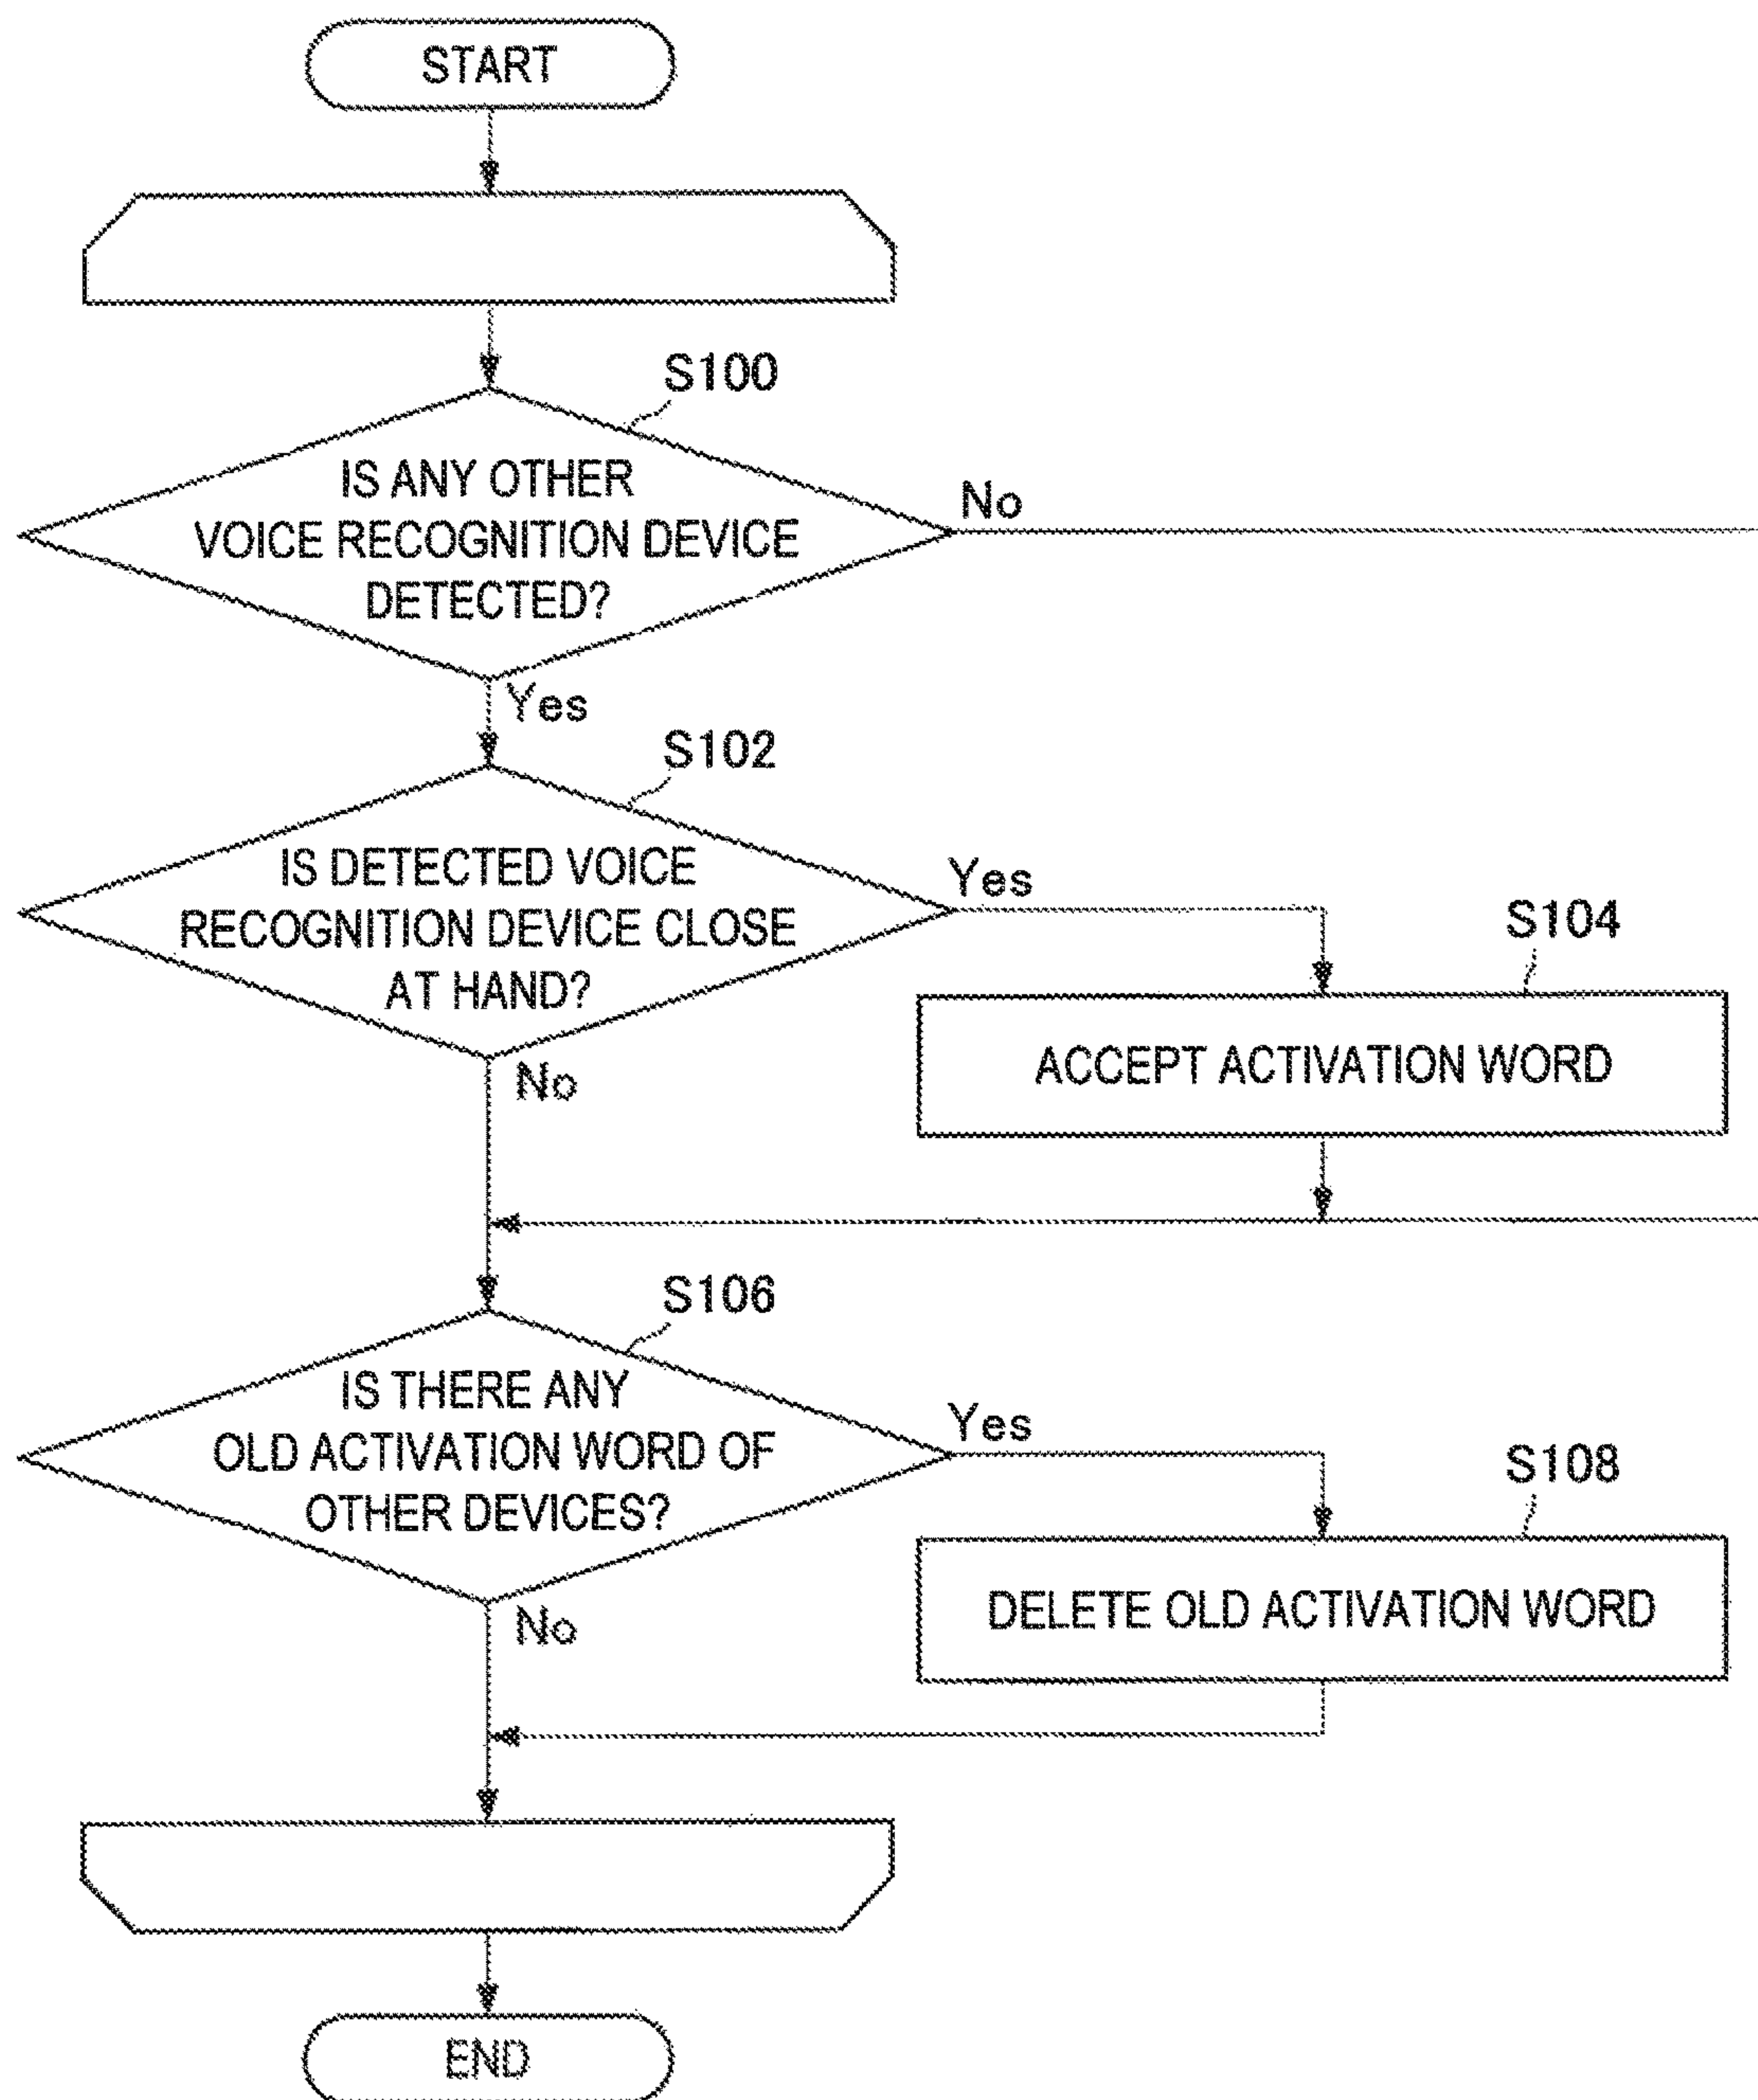 START
S100
IS ANY OTHER
VOICE RECOGNITION DEVICE
DETECTED?
No
Yes
S102
IS DETECTED VOICE
RECOGNITION DEVICE CLOSE
AT HAND?
Yes
No
S104
ACCEPT ACTIVATION WORD
S106
IS THERE ANY
OLD ACTIVATION WORD OF
OTHER DEVICES?
Yes
No
S108
DELETE OLD ACTIVATION WORD
END